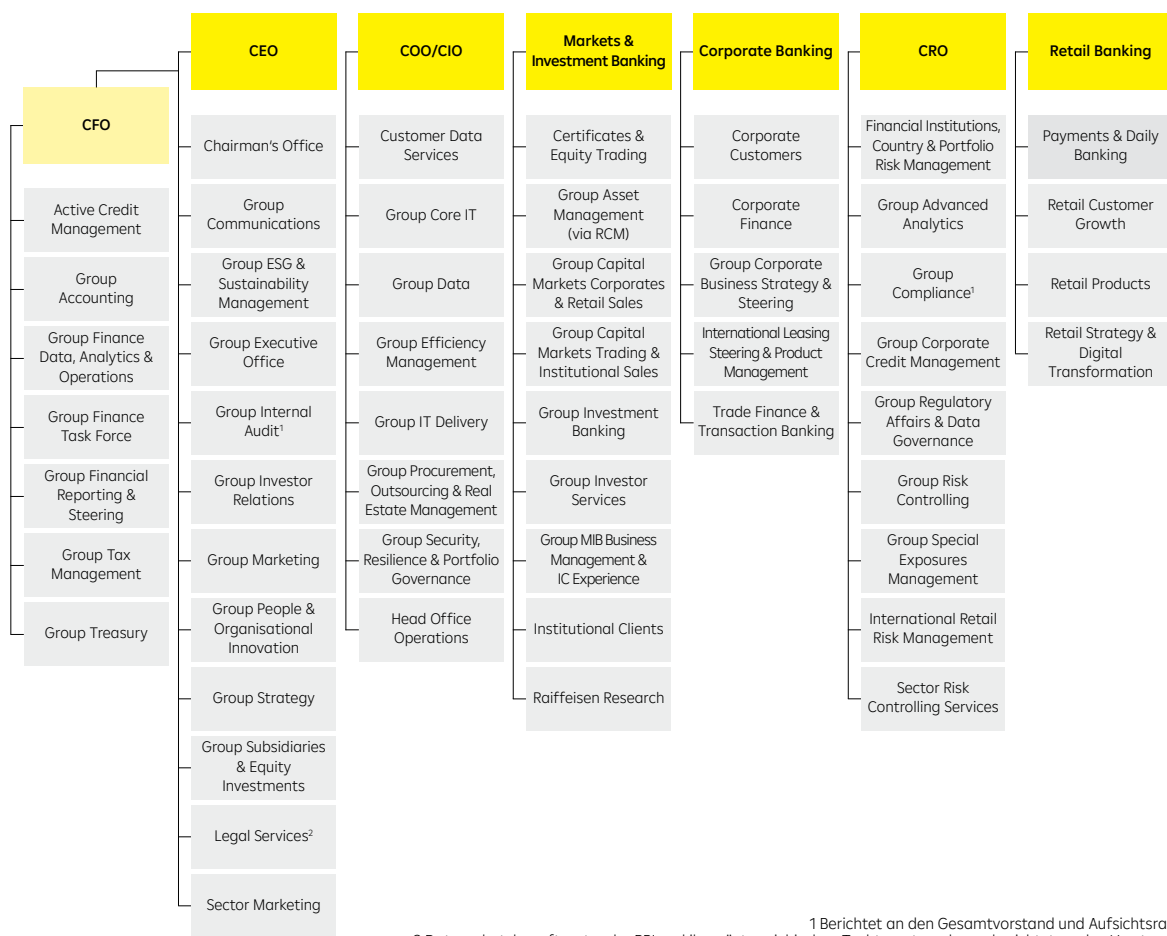 CFO
Active Credit
Management
Group
Accounting
Group Finance
Data, Analytics &
Operations
Group Finance
Task Force
Group Financial
Reporting &
Steering
Group Tax
Management
Group Treasury
CEO
Chairman's Office
Group
Communications
Group ESG &
Sustainability
Management
Group Executive
Office
Group Internal
Audit¹
Group Investor
Relations
Group Marketing
Group People &
Organisational
Innovation
Group Strategy
Group Subsidiaries
& Equity
Investments
Legal Services²
Sector Marketing
COO/CIO
Customer Data
Services
Group Core IT
Group Data
Group Efficiency
Management
Group IT Delivery
Group Procurement,
Outsourcing & Real
Estate Management
Group Security,
Resilience & Portfolio
Governance
Head Office
Operations
Markets &
Investment Banking
Certificates &
Equity Trading
Group Asset
Management
(via RCM)
Group Capital
Markets Corporates
& Retail Sales
Group Capital
Markets Trading &
Institutional Sales
Group Investment
Banking
Group Investor
Services
Group MIB Business
Management &
IC Experience
Institutional Clients
Raiffeisen Research
Corporate Banking
Corporate
Customers
Corporate
Finance
Group Corporate
Business Strategy &
Steering
International Leasing
Steering & Product
Management
Trade Finance &
Transaction Banking
CRO
Financial Institutions,
Country & Portfolio
Risk Management
Group Advanced
Analytics
Group
Compliance¹
Group Corporate
Credit Management
Group Regulatory
Affairs & Data
Governance
Group Risk
Controlling
Group Special
Exposures
Management
International Retail
Risk Management
Sector Risk
Controlling Services
Retail Banking
Payments & Daily
Banking
Retail Customer
Growth
Retail Products
Retail Strategy &
Digital
Transformation
1 Berichtet an den Gesamtvorstand und Aufsichtsra